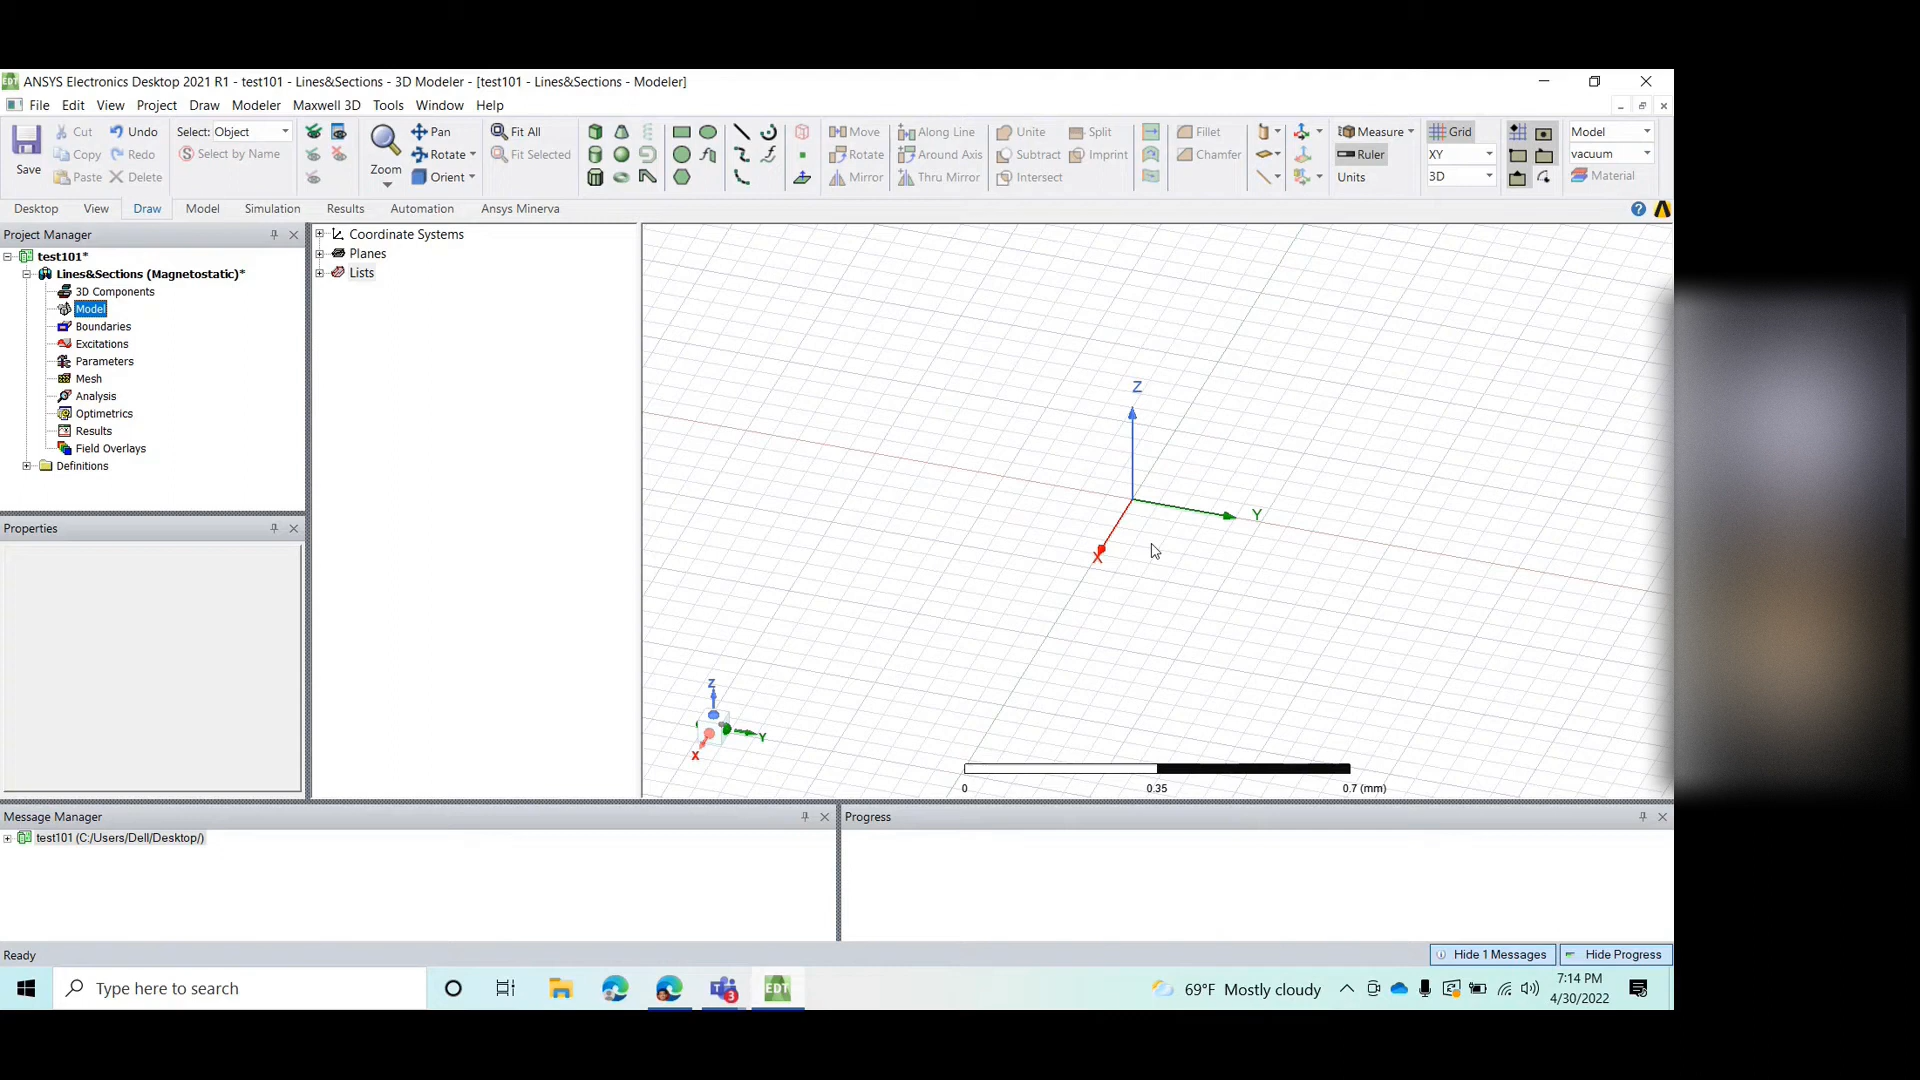 ANSYS Electronics Desktop 2021 R1 - test101 - Lines&Sections - 3D Modeler - [test101 - Lines&Sections - Modeler]
File Edit View Project Draw Modeler Maxwell 3D Tools Window Help
Save Cut Copy Paste Undo Redo Delete
Select: Object
Select by Name
Zoom Pan Rotate Orient
Fit All
Fit Selected
Move Rotate Mirror
Along Line
Around Axis
Thru Mirror
Unite Subtract Intersect
Split Imprint
Fillet Chamfer
Measure Ruler Units
Grid XY 3D
Model vacuum Material
Desktop View Draw Model Simulation Results Automation Ansys Minerva
Project Manager
test101*
Lines&Sections (Magnetostatic)*
3D Components
Model
Boundaries
Excitations
Parameters
Mesh
Analysis
Optimetrics
Results
Field Overlays
Definitions
Properties
Coordinate Systems
Planes
Lists
Z
Y
X
Z
Y
X
0 0.35 0.7 (mm)
Message Manager
test101 (C:/Users/Dell/Desktop/)
Progress
Ready
Hide 1 Messages Hide Progress
Type here to search
3
EDT
69°F Mostly cloudy
7:14 PM
4/30/2022